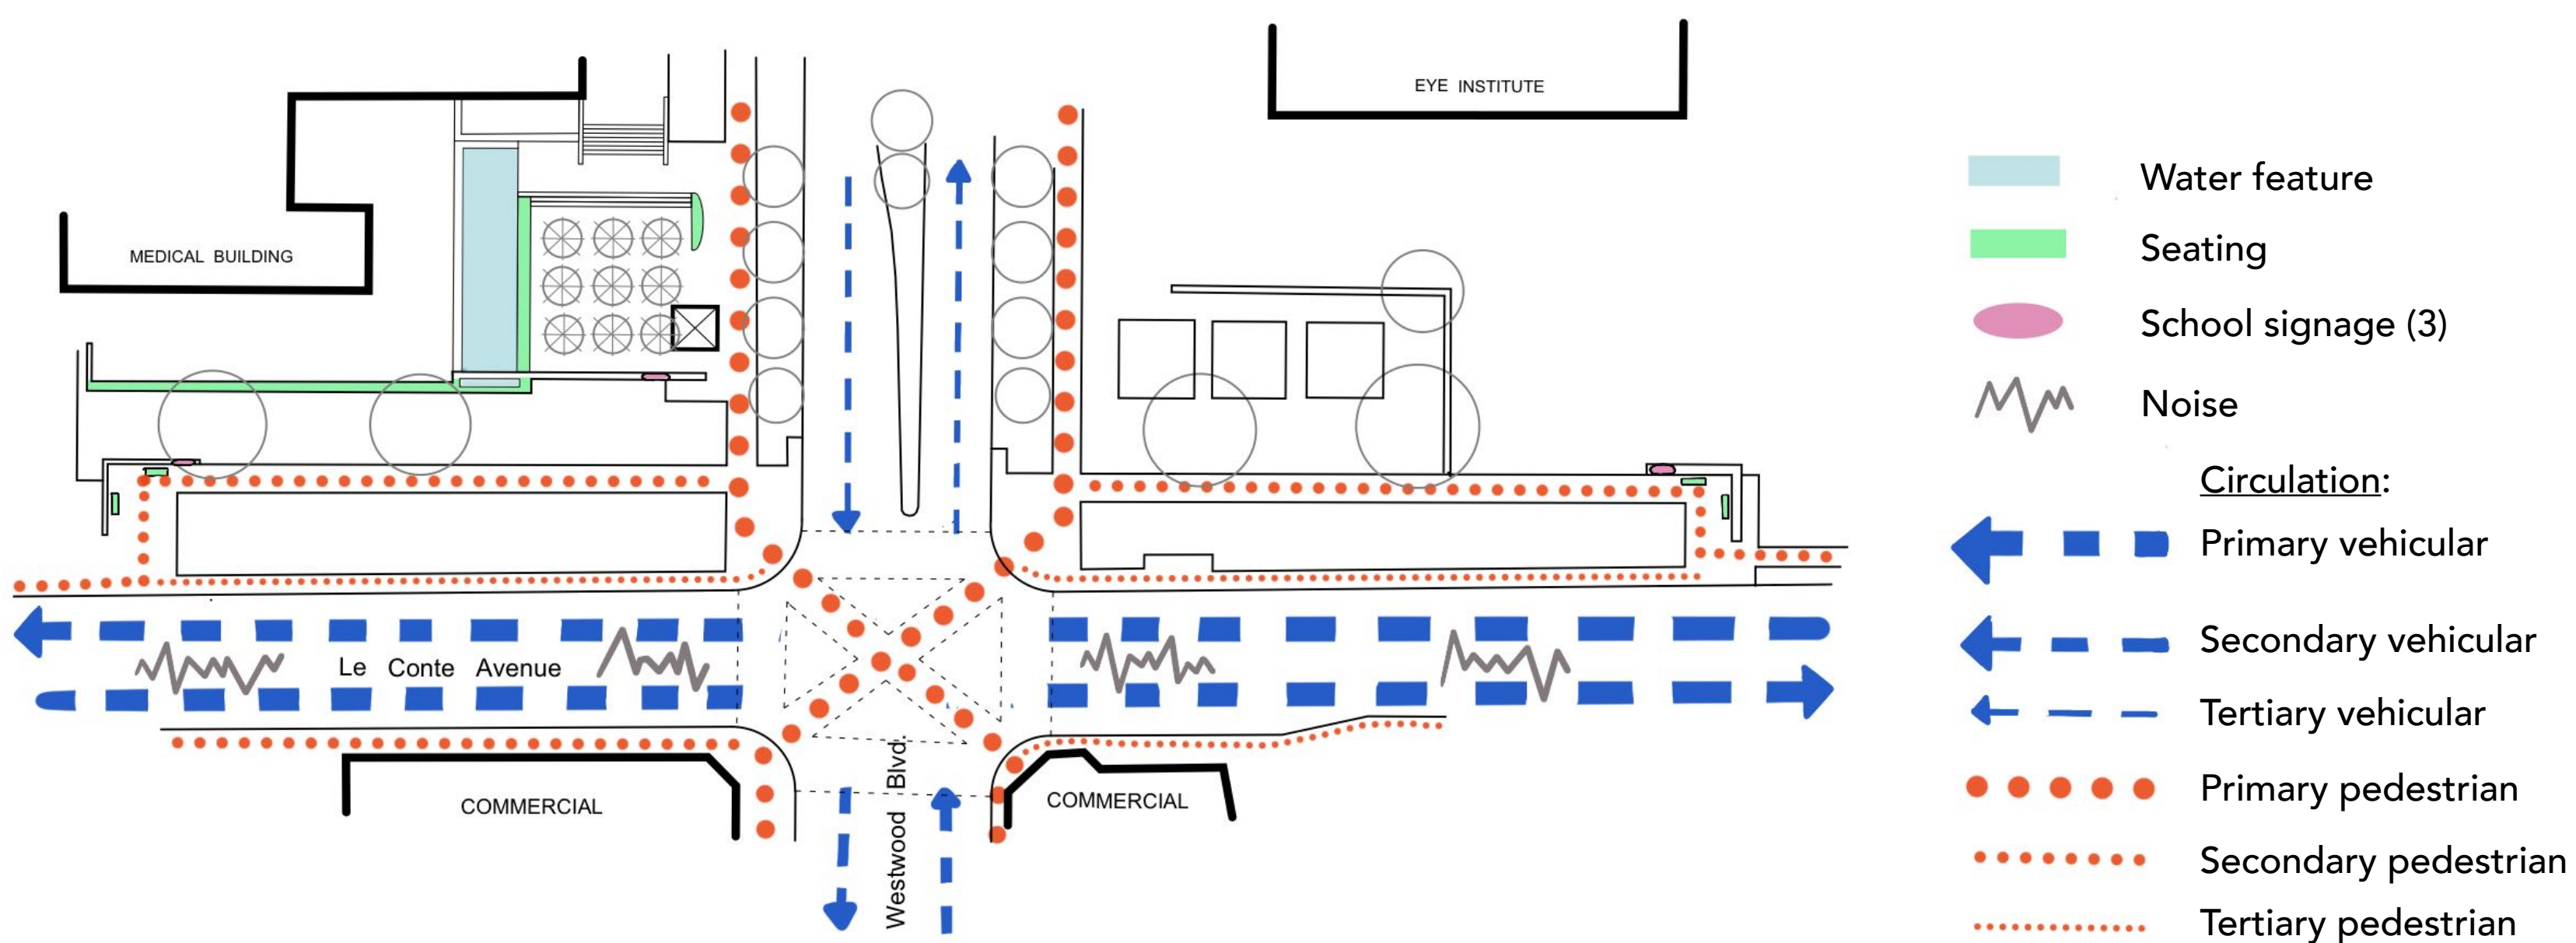 EYE INSTITUTE
MEDICAL BUILDING
Le Conte Avenue
Westwood Blvd.
COMMERCIAL
COMMERCIAL
Water feature
Seating
School signage (3)
Noise
Circulation:
Primary vehicular
Secondary vehicular
Tertiary vehicular
Primary pedestrian
Secondary pedestrian
Tertiary pedestrian